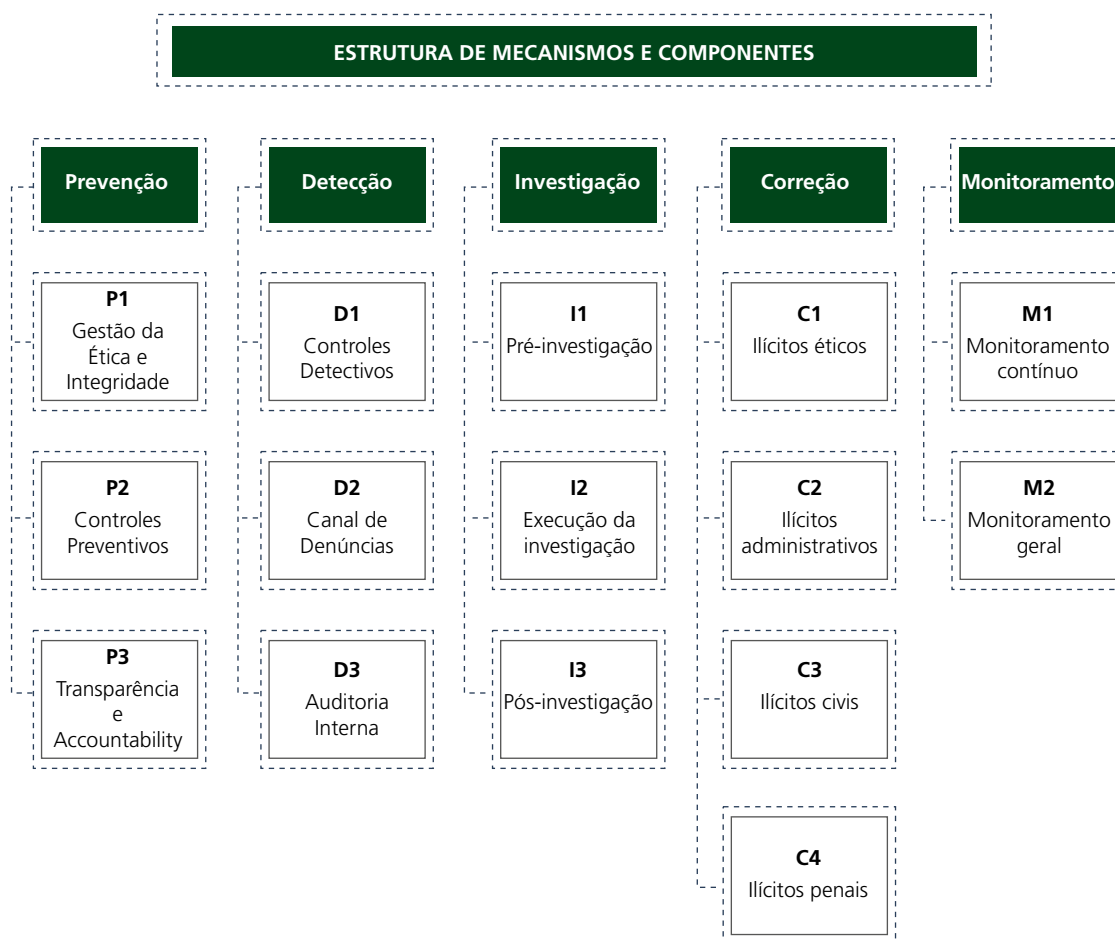 ESTRUTURA DE MECANISMOS E COMPONENTES
Prevenção
P1
Gestão da
Ética e
Integridade
P2
Controles
Preventivos
P3
Transparência
e
Accountability
Detecção
D1
Controles
Detectivos
D2
Canal de
Denúncias
D3
Auditoria
Interna
Investigação
I1
Pré-investigação
I2
Execução da
investigação
I3
Pós-investigação
Correção
C1
Ilícitos éticos
C2
Ilícitos
administrativos
C3
Ilícitos civis
C4
Ilícitos penais
Monitoramento
M1
Monitoramento
contínuo
M2
Monitoramento
geral